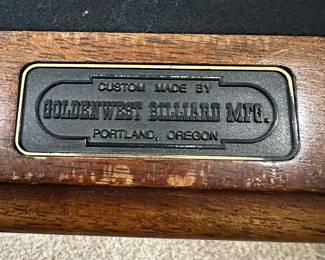 CUSTOM MADE BY
GOLDENWEST BILLIARD MFG.
PORTLAND, OREGON